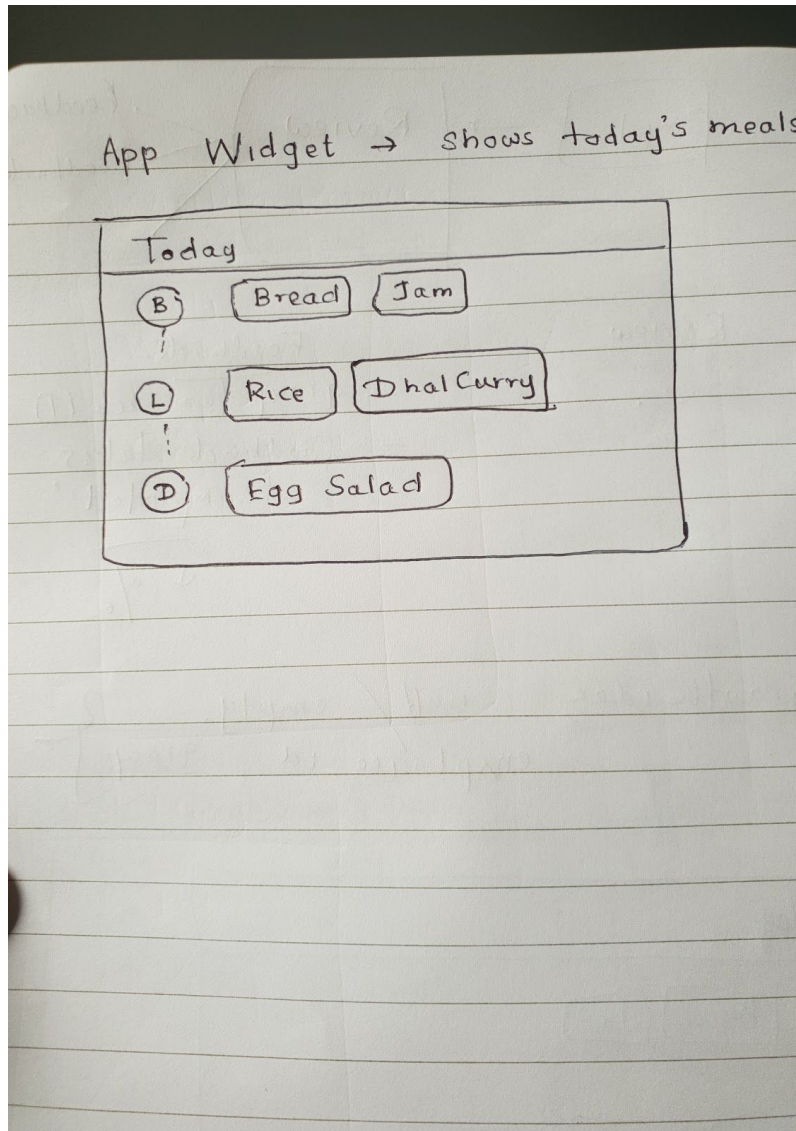 App Widget → shows today's meals
Today
B Bread Jam
L Rice Dhal Curry
D Egg Salad